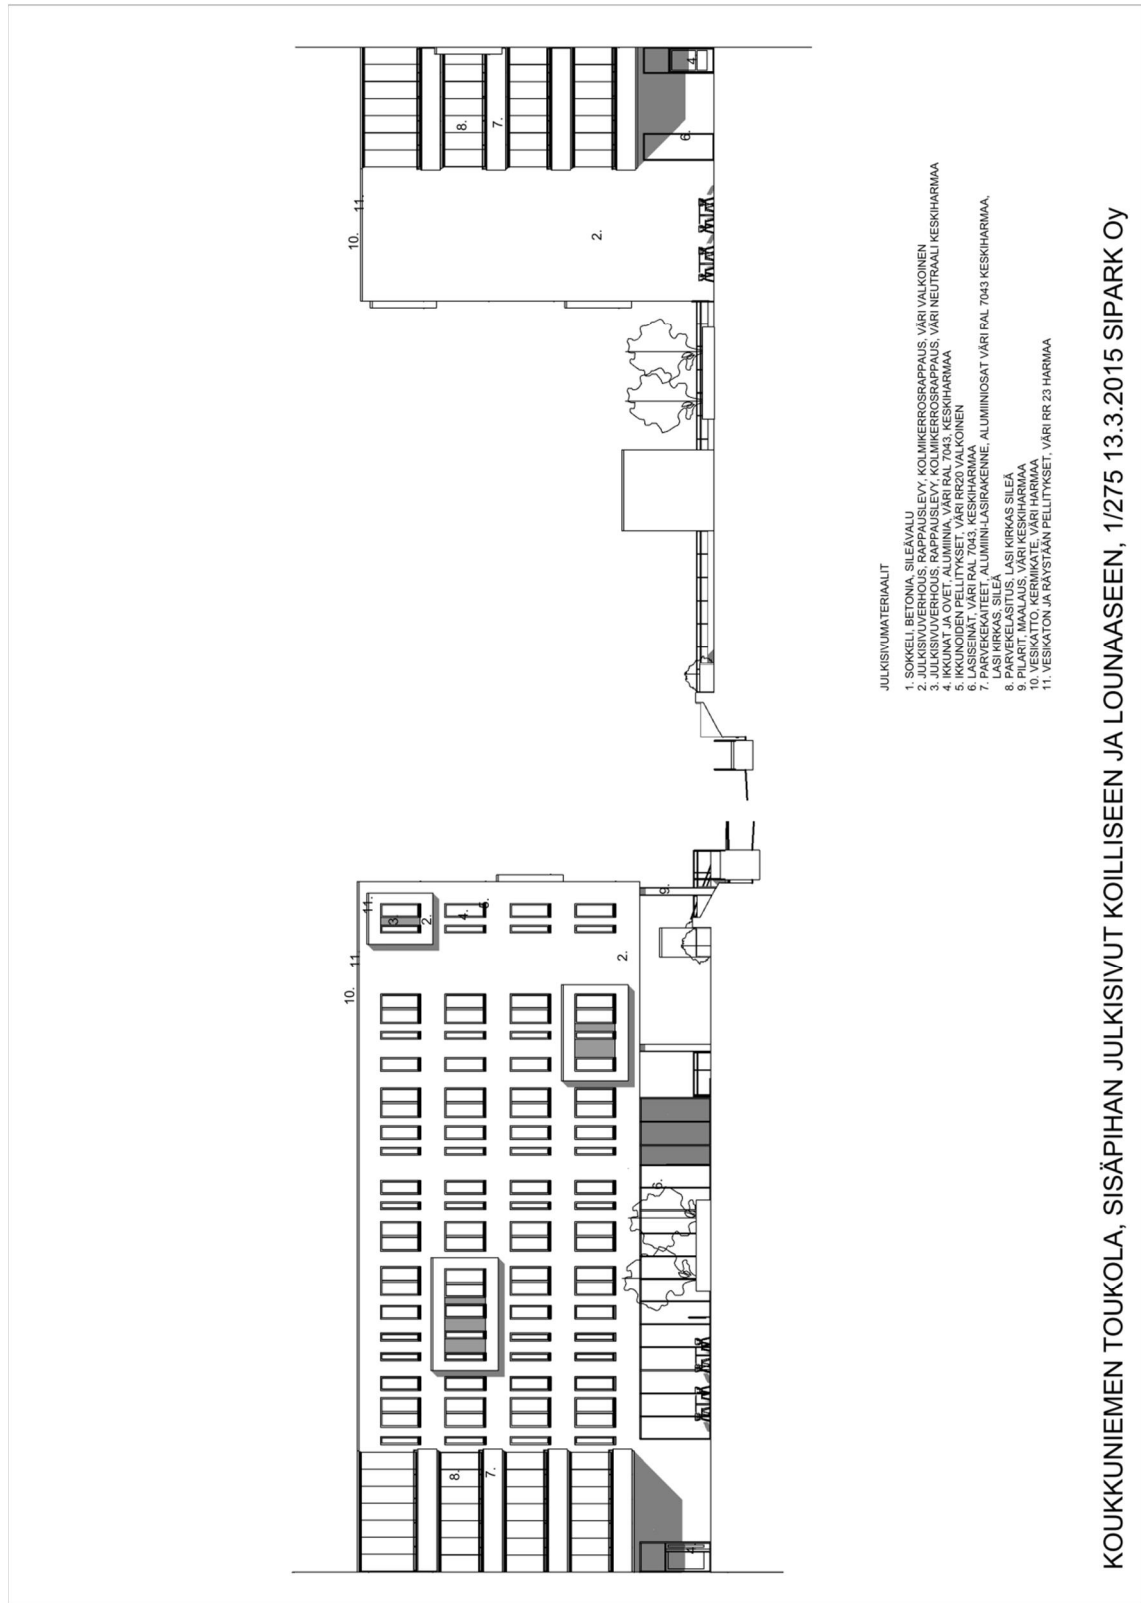 10.
11.
8.
7.
2.
6.
4.
10.
11.
11.
3.
2.
4.
5.
2.
9.
6.
8.
7.
4.
JULKISIVUMATERIAALIT
1. SOKKELI, BETONIA, SILEÄVALU
2. JULKISIVUVERHOUS, RAPPAUSLEVY, KOLMIKERROSRAPPAUS, VÄRI VALKOINEN
3. JULKISIVUVERHOUS, RAPPAUSLEVY, KOLMIKERROSRAPPAUS, VÄRI NEUTRAALI KESKIHARMAA
4. IKKUNAT JA OVET, ALUMIINIA, VÄRI RAL 7043, KESKIHARMAA
5. IKKUNOIDEN PELLITYKSET, VÄRI RR20 VALKOINEN
6. LASISEINÄT, VÄRI RAL 7043, KESKIHARMAA
7. PARVEKEKAITEET, ALUMIINI-LASIRAKENNE, ALUMIINIOSAT VÄRI RAL 7043 KESKIHARMAA,
LASI KIRKAS, SILEÄ
8. PARVEKELASITUS, LASI KIRKAS SILEÄ
9. PILARIT, MAALAUS, VÄRI KESKIHARMAA
10. VESIKATTO, KERMIKATE, VÄRI HARMAA
11. VESIKATON JA RÄYSTÄÄN PELLITYKSET, VÄRI RR 23 HARMAA
KOUKKUNIEMEN TOUKOLA, SISÄPIHAN JULKISIVUT KOILLISEEN JA LOUNAASEEN, 1/275 13.3.2015 SIPARK Oy